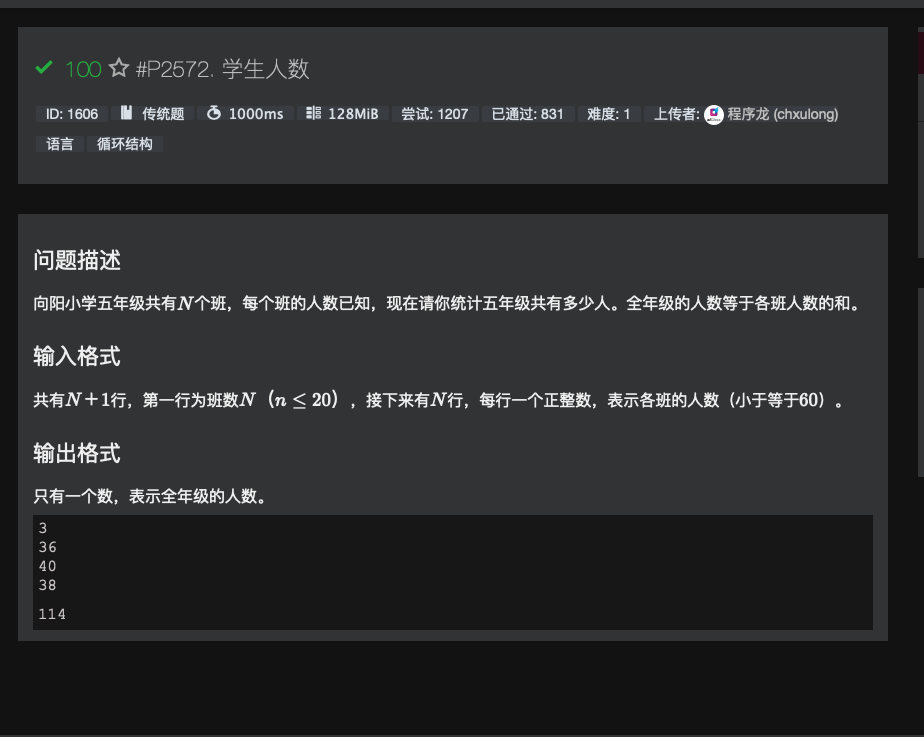 100 #P2572. 学生人数
ID: 1606 传统题 1000ms 128MiB 尝试: 1207 已通过: 831 难度: 1 上传者: 程序龙 (chxulong)
语言 循环结构
问题描述
向阳小学五年级共有N个班，每个班的人数已知，现在请你统计五年级共有多少人。全年级的人数等于各班人数的和。
输入格式
共有N+1行，第一行为班数N（n ≤ 20），接下来有N行，每行一个正整数，表示各班的人数（小于等于60）。
输出格式
只有一个数，表示全年级的人数。
3
36
40
38
114